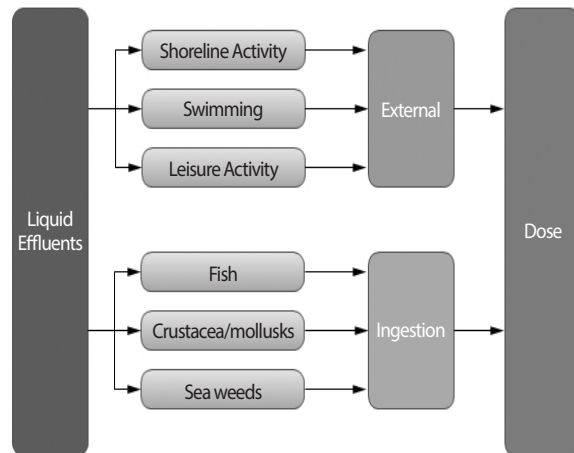 Liquid
Effluents
Shoreline Activity
Swimming
Leisure Activity
External
Fish
Crustacea/mollusks
Sea weeds
Ingestion
Dose